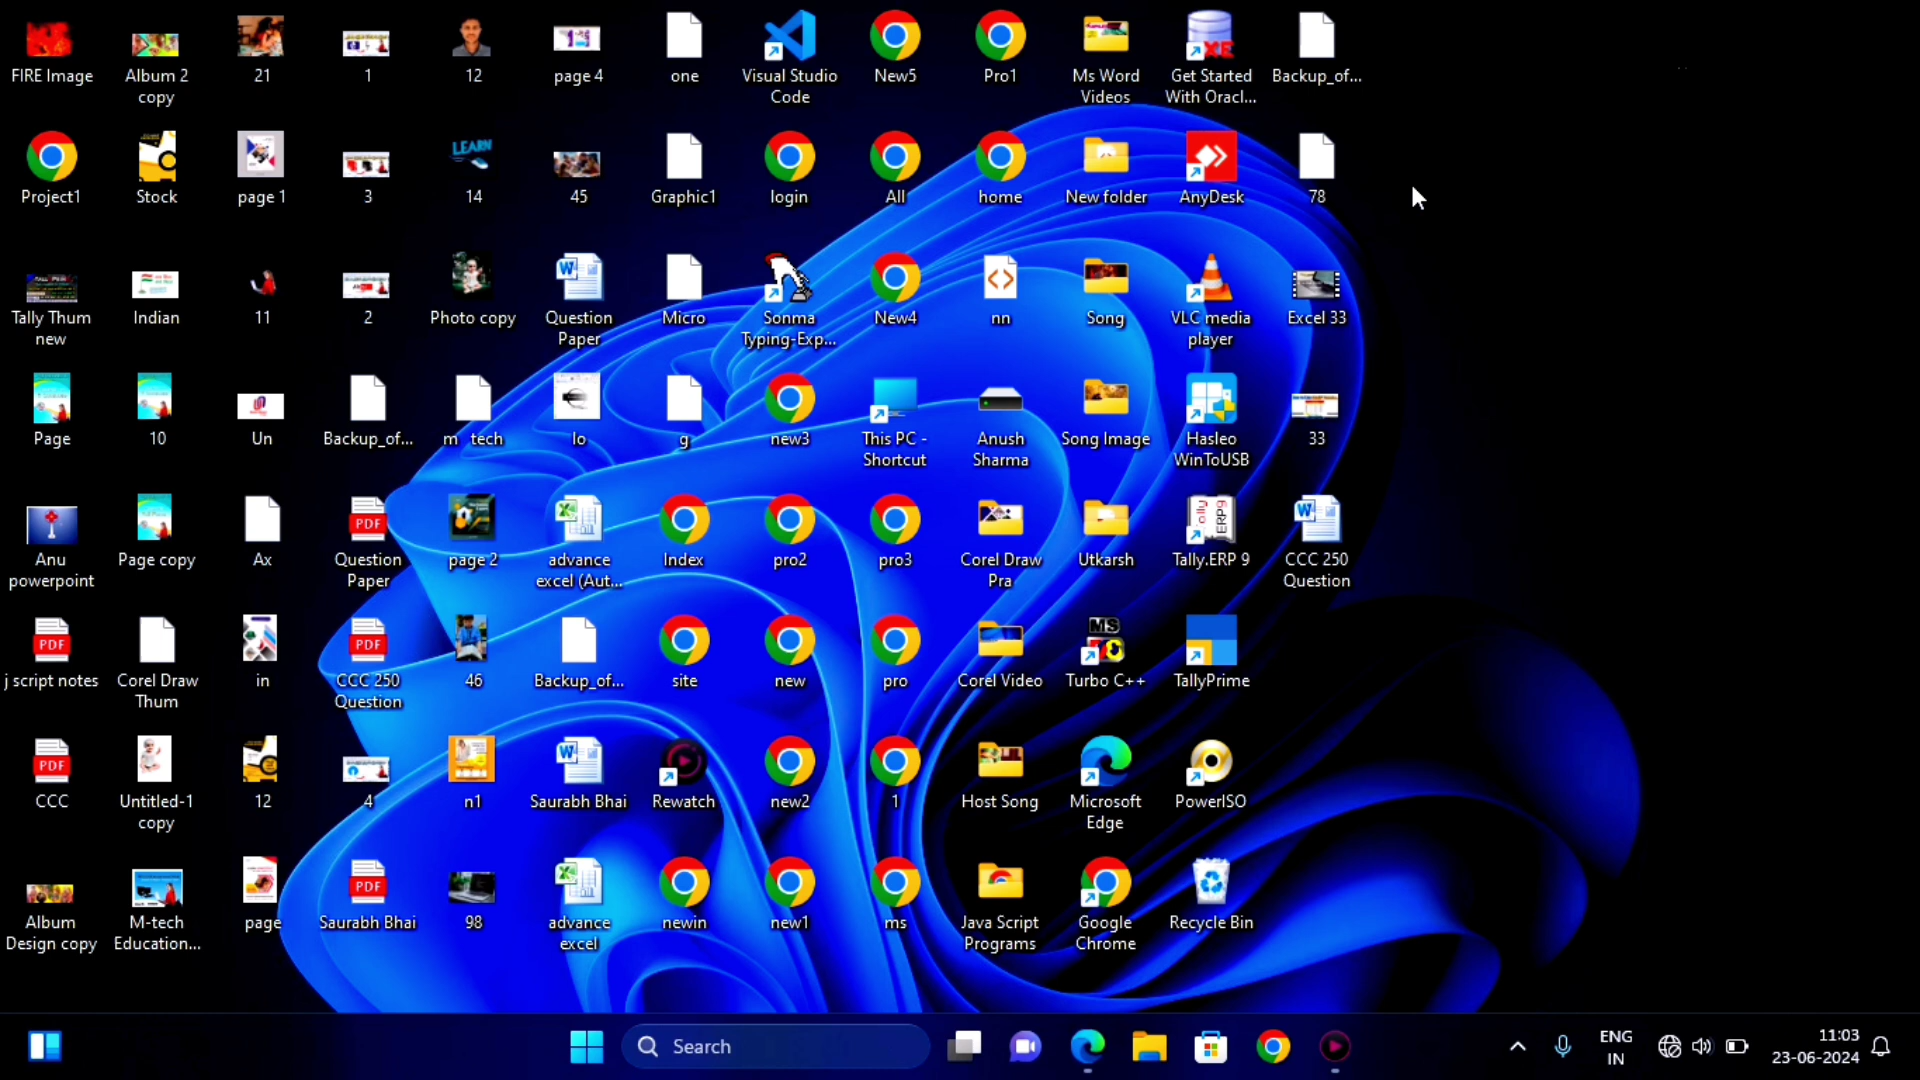 FIRE Image
Album 2
copy
21
1
12
page 4
one
Visual Studio
Code
New5
Pro1
Ms Word
Videos
Get Started
With Oracl...
Backup_of...
LEARN
Project1
Stock
page 1
3
14
45
Graphic1
login
All
home
New folder
AnyDesk
78
Tally Thum
new
Indian
11
2
Photo copy
Question
Paper
Micro
Sonma
Typing-Exp...
New4
nn
Song
VLC media
player
Excel 33
Page
10
Un
Backup_of...
m_tech
lo
g
new3
This PC -
Shortcut
Anush
Sharma
Song Image
Hasleo
WinToUSB
33
PDF
Anu
powerpoint
Page copy
Ax
Question
Paper
page 2
advance
excel (Aut...
Index
pro2
pro3
Corel Draw
Pra
Utkarsh
Tally.ERP 9
CCC 250
Question
PDF
PDF
MS
j script notes
Corel Draw
Thum
in
CCC 250
Question
46
Backup_of...
site
new
pro
Corel Video
Turbo C++
TallyPrime
PDF
CCC
Untitled-1
copy
12
4
n1
Saurabh Bhai
Rewatch
new2
1
Host Song
Microsoft
Edge
PowerISO
PDF
Album
Design copy
M-tech
Education...
page
Saurabh Bhai
98
advance
excel
newin
new1
ms
Java Script
Programs
Google
Chrome
Recycle Bin
Search
ENG
IN
11:03
23-06-2024